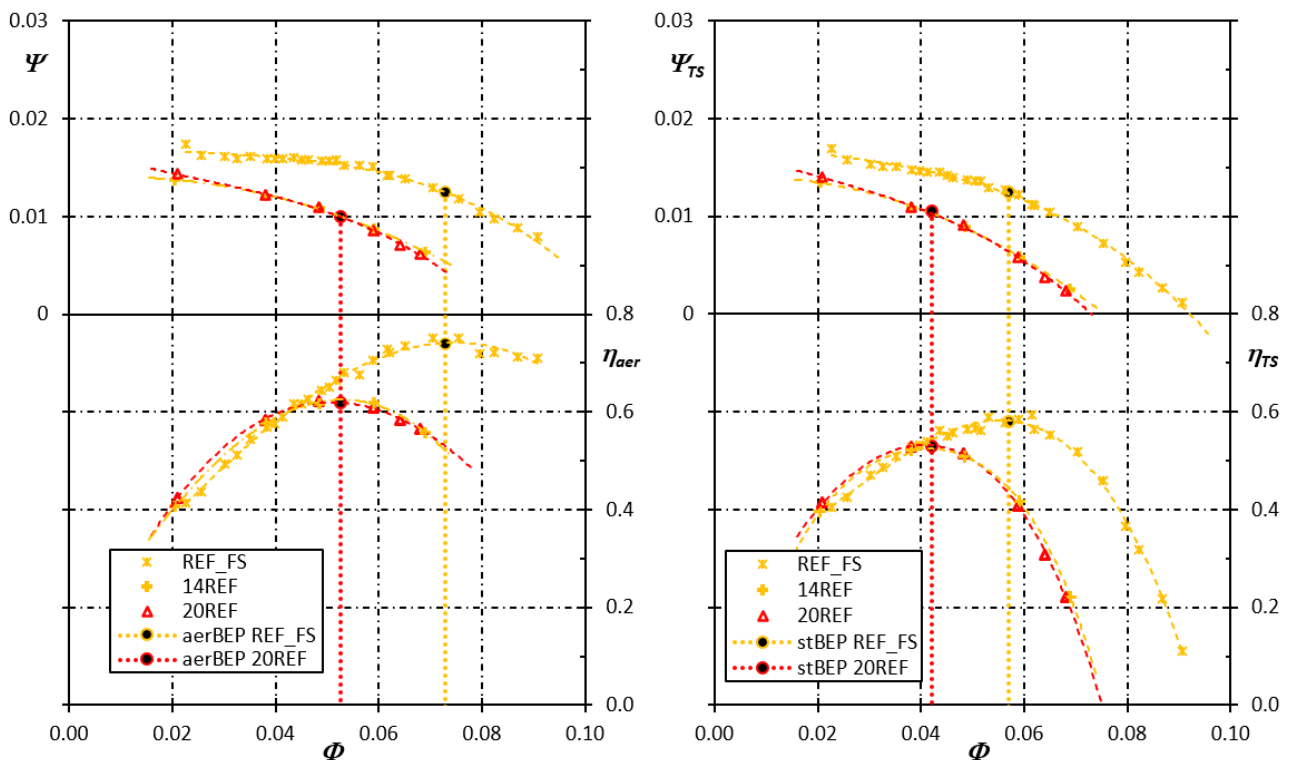 0.03
Ψ
0.02
0.01
0
0.8
η_aer
0.6
0.4
0.2
0.0
REF_FS
14REF
20REF
aerBEP REF_FS
aerBEP 20REF
0.00 0.02 0.04 0.06 0.08 0.10
Φ
0.03
Ψ_TS
0.02
0.01
0
0.8
η_TS
0.6
0.4
0.2
0.0
REF_FS
14REF
20REF
stBEP REF_FS
stBEP 20REF
0.00 0.02 0.04 0.06 0.08 0.10
Φ